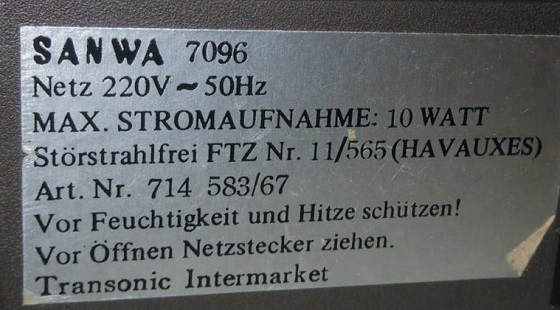 SANWA 7096
Netz 220V ~ 50Hz
MAX. STROMAUFNAHME: 10 WATT
Störstrahlfrei FTZ Nr. 11/565 (HAVAUXES)
Art. Nr. 714 583/67
Vor Feuchtigkeit und Hitze schützen!
Vor Öffnen Netzstecker ziehen.
Transonic Intermarket